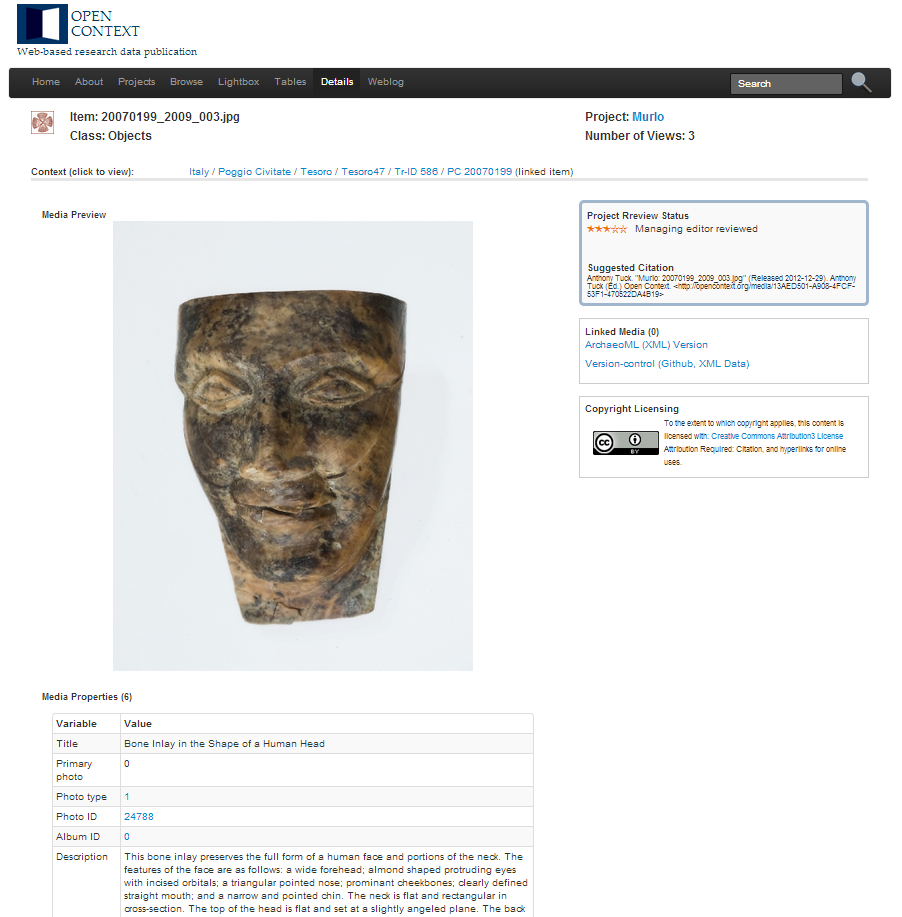 OPEN
CONTEXT
Web-based research data publication
Home About Projects Browse Lightbox Tables Details Weblog Search
Item: 20070199_2009_003.jpg
Class: Objects
Project: Murlo
Number of Views: 3
Context (click to view): Italy / Poggio Civitate / Tesoro / Tesoro47 / Tr-ID 586 / PC 20070199 (linked item)
Media Preview
Project Rreview Status
Managing editor reviewed
Suggested Citation
Anthony Tuck. "Murlo: 20070199_2009_003.jpg" (Released 2012-12-29). Anthony
Tuck (Ed.) Open Context. <http://opencontext.org/media/13AED501-A908-4FCF-
53F1-470522DA4B19>
Linked Media (0)
ArchaeoML (XML) Version
Version-control (Github, XML Data)
Copyright Licensing
To the extent to which copyright applies, this content is
licensed with: Creative Commons Attribution3 License
Attribution Required: Citation, and hyperlinks for online
uses.
cc BY
Media Properties (6)
Variable Value
Title Bone Inlay in the Shape of a Human Head
Primary photo 0
Photo type 1
Photo ID 24788
Album ID 0
Description This bone inlay preserves the full form of a human face and portions of the neck. The
features of the face are as follows: a wide forehead; almond shaped protruding eyes
with incised orbitals; a triangular pointed nose; prominent cheekbones; clearly defined
straight mouth; and a narrow and pointed chin. The neck is flat and rectangular in
cross-section. The top of the head is flat and set at a slightly angeled plane. The back